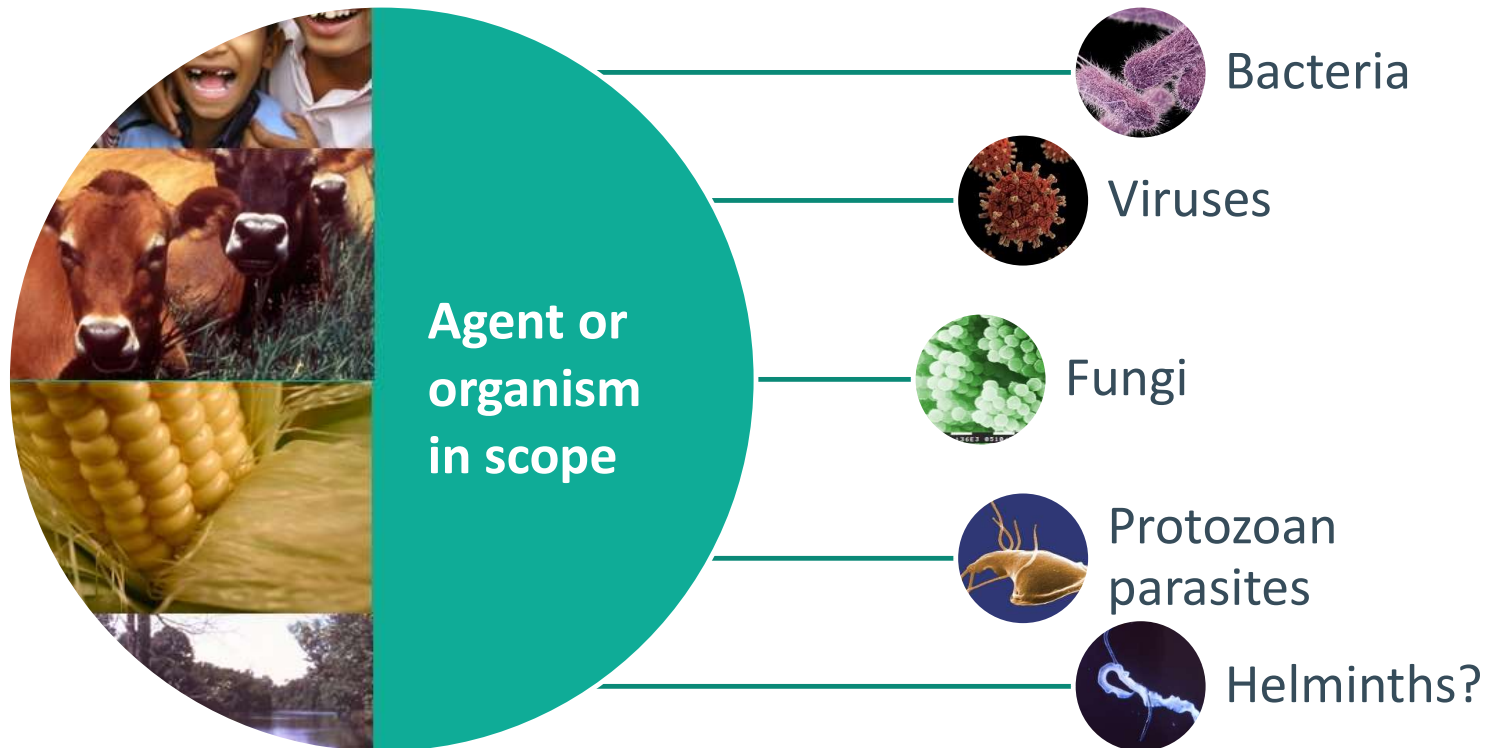 Agent or
organism
in scope
Bacteria
Viruses
Fungi
Protozoan
parasites
Helminths?